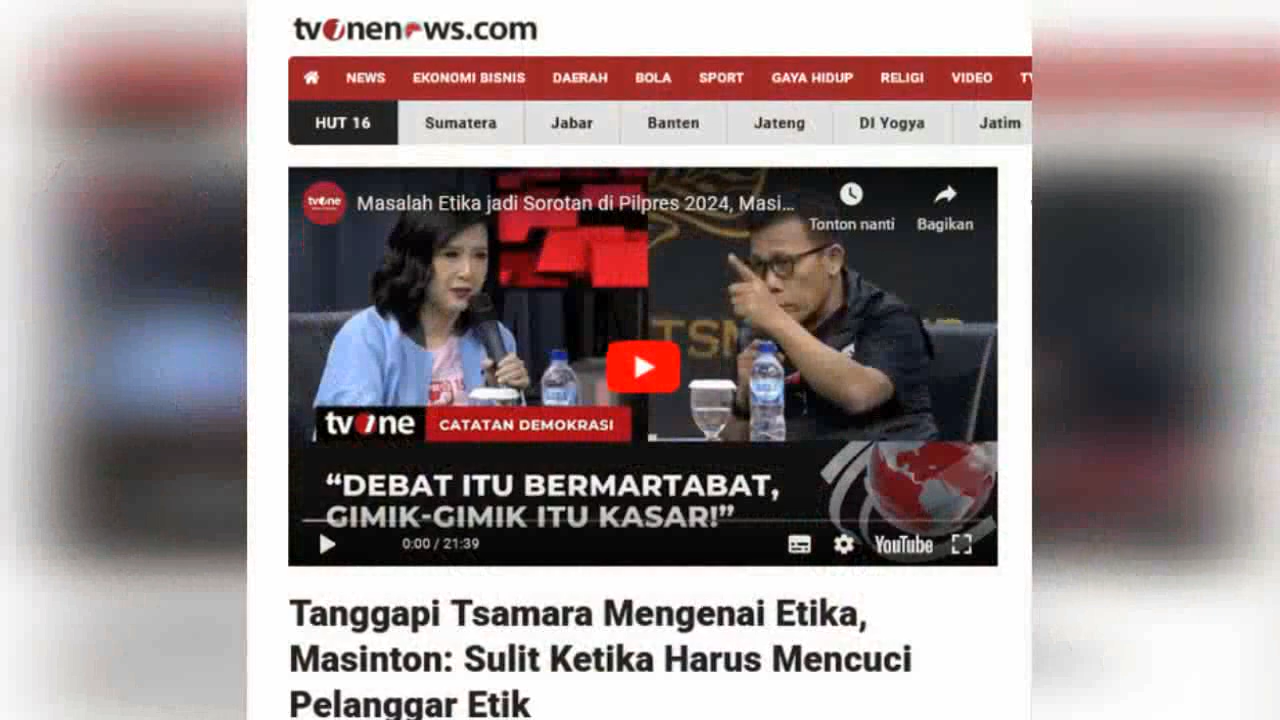 tvonenews.com
NEWS EKONOMI BISNIS DAERAH BOLA SPORT GAYA HIDUP RELIGI VIDEO
HUT 16 Sumatera Jabar Banten Jateng DI Yogya Jatim
tvOne Masalah Etika jadi Sorotan di Pilpres 2024, Masi...
Tonton nanti Bagikan
TSM
tvOne CATATAN DEMOKRASI
“DEBAT ITU BERMARTABAT,
GIMIK-GIMIK ITU KASAR!”
0:00 / 21:39 YouTube
Tanggapi Tsamara Mengenai Etika,
Masinton: Sulit Ketika Harus Mencuci
Pelanggar Etik